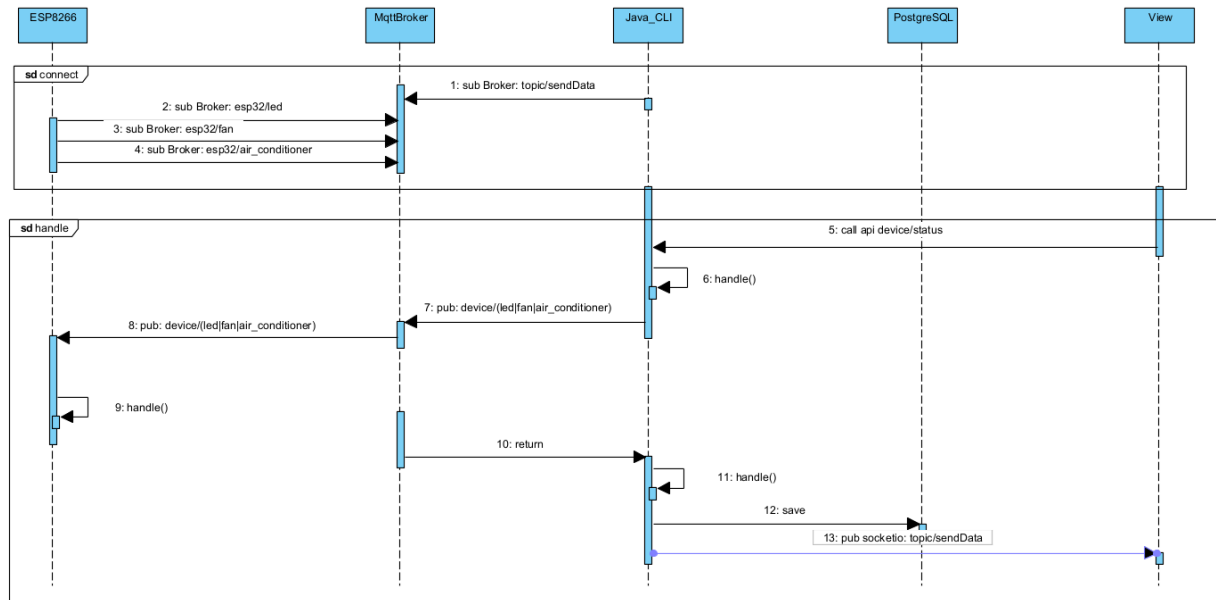 ESP8266
MqttBroker
Java_CLI
PostgreSQL
View
sd connect
1: sub Broker: topic/sendData
2: sub Broker: esp32/led
3: sub Broker: esp32/fan
4: sub Broker: esp32/air_conditioner
sd handle
5: call api device/status
6: handle()
7: pub: device/(led|fan|air_conditioner)
8: pub: device/(led|fan|air_conditioner)
9: handle()
10: return
11: handle()
12: save
13: pub socketio: topic/sendData